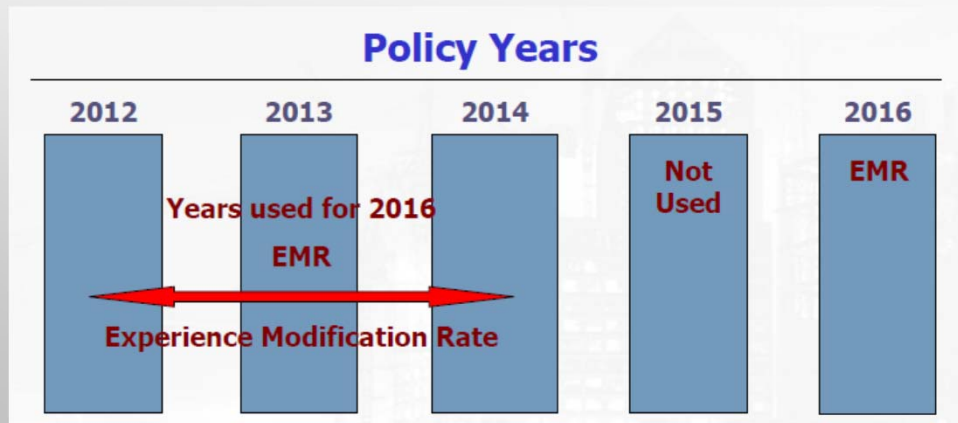 Policy Years
2012 2013 2014 2015 2016
Not
Used
EMR
Years used for 2016
EMR
Experience Modification Rate